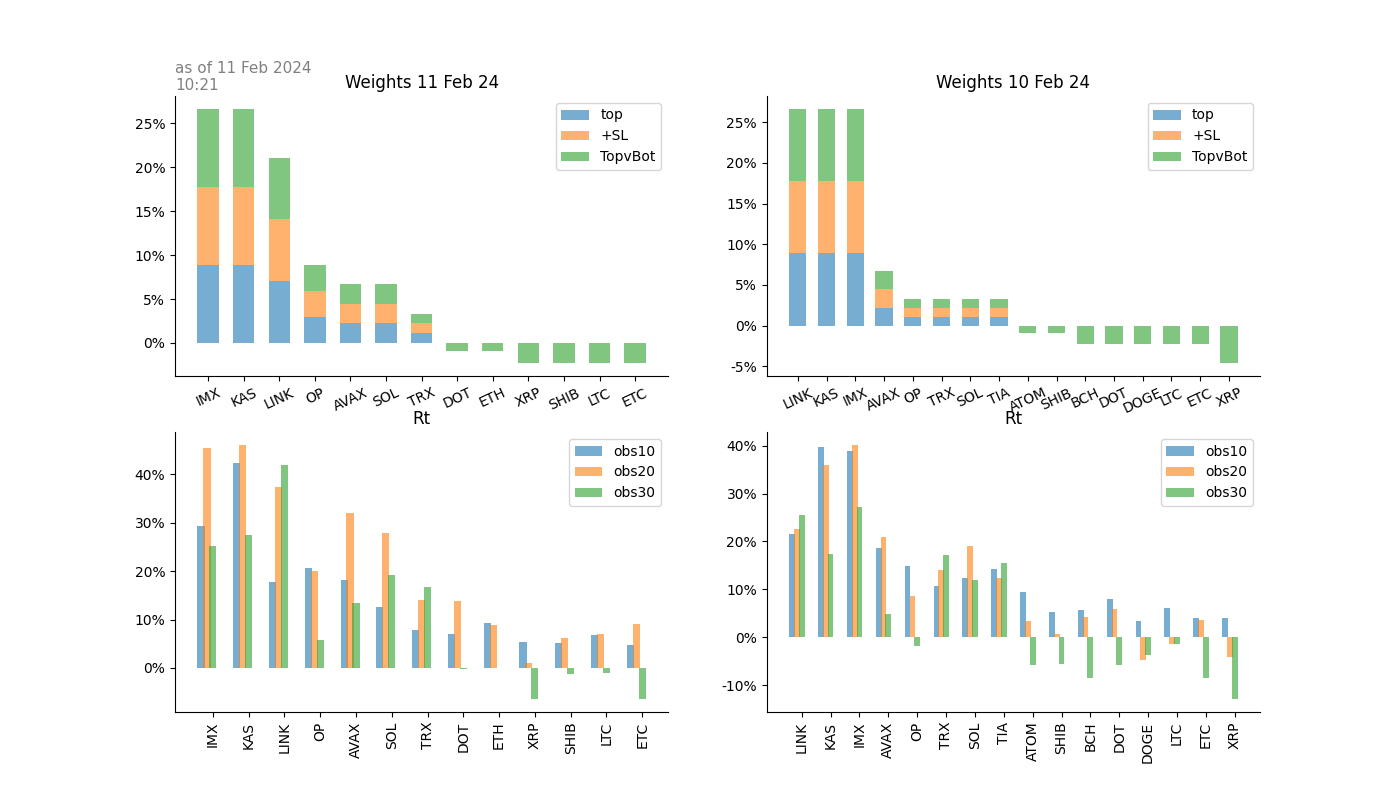 as of 11 Feb 2024
10:21
Weights 11 Feb 24
25%
20%
15%
10%
5%
0%
top
+SL
TopvBot
IMX KAS LINK OP AVAX SOL TRX DOT ETH XRP SHIB LTC ETC
Weights 10 Feb 24
25%
20%
15%
10%
5%
0%
-5%
top
+SL
TopvBot
LINK KAS IMX AVAX OP TRX SOL TIA ATOM SHIB BCH DOT DOGE LTC ETC XRP
Rt
40%
30%
20%
10%
0%
obs10
obs20
obs30
IMX KAS LINK OP AVAX SOL TRX DOT ETH XRP SHIB LTC ETC
Rt
40%
30%
20%
10%
0%
-10%
obs10
obs20
obs30
LINK KAS IMX AVAX OP TRX SOL TIA ATOM SHIB BCH DOT DOGE LTC ETC XRP